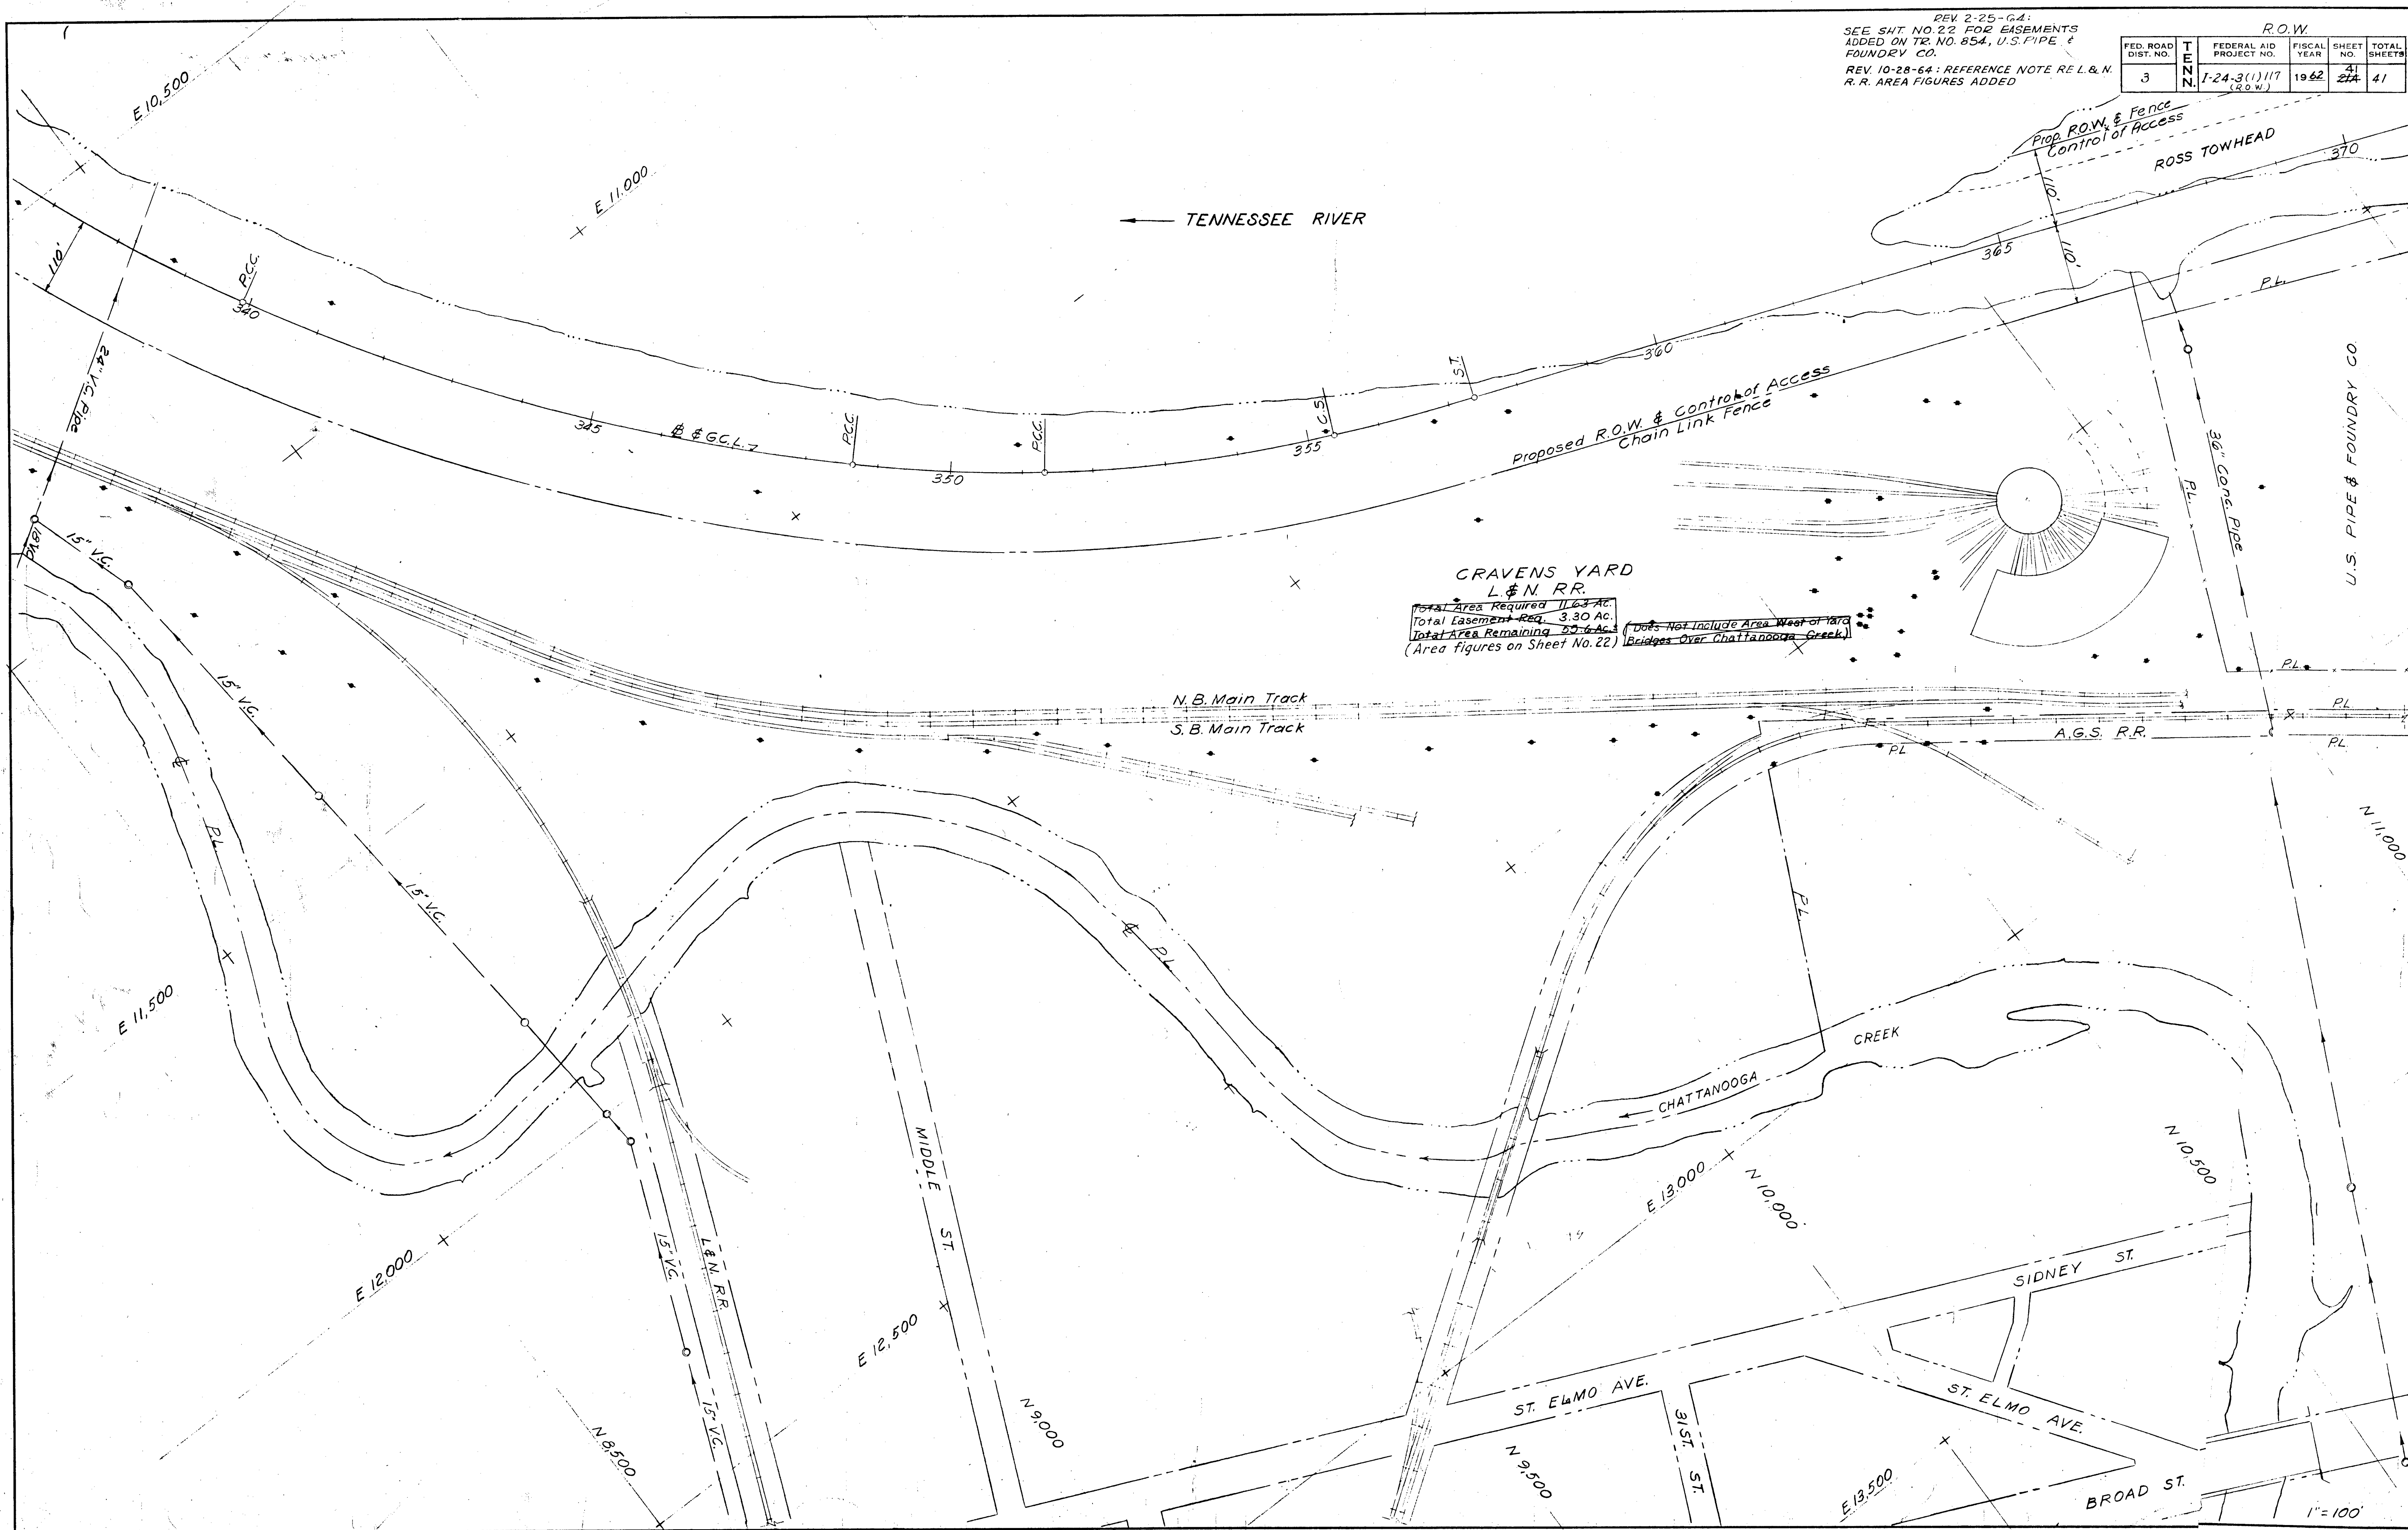 REV. 2-25-64:
SEE SHT. NO. 22 FOR EASEMENTS
ADDED ON TR. NO. 854, U.S. PIPE &
FOUNDRY CO.
REV. 10-28-64: REFERENCE NOTE RE L. & N.
R.R. AREA FIGURES ADDED
R.O.W.
FED. ROAD DIST. NO.
TENN.
FEDERAL AID PROJECT NO.
FISCAL YEAR
SHEET NO.
TOTAL SHEETS
3
I-24-3(1)117
(R.O.W.)
1962
41
21A
41
E 10,500
E 11,000
← TENNESSEE RIVER
Prop. R.O.W. & Fence
Control of Access
ROSS TOWHEAD
370
110'
110'
365
110'
P.C.C.
340
24" V.G. Pipe
P.L.
U.S. PIPE & FOUNDRY CO.
360
S.T.
Proposed R.O.W. & Control of Access
Chain Link Fence
C.S.
355
345
₿ & G.C.L.
P.C.C.
350
P.C.C.
P.L.
36" Conc. Pipe
18 V.G.
15" V.G.
CRAVENS YARD
L. & N. RR.
Total Area Required 11.63 Ac.
Total Easement Req. 3.30 Ac.
Total Area Remaining 59.6 Ac.±
(Does Not Include Area West of Yard
Bridges Over Chattanooga Creek)
(Area figures on Sheet No. 22)
15" V.G.
N.B. Main Track
S.B. Main Track
P.L.
P.L.
A.G.S. R.R.
P.L.
P.L.
N 11,000
℄
P.L.
15" V.G.
℄
P.L.
P.L.
E 11,500
CREEK
CHATTANOOGA
MIDDLE ST.
N 10,500
E 13,000
N 10,000
15" V.G.
L. & N. R.R.
E 12,000
SIDNEY ST.
E 12,500
ST. ELMO AVE.
ST. ELMO AVE.
31ST. ST.
15" V.G.
N 8,500
N 9,000
N 9,500
E 13,500
BROAD ST.
1"=100'